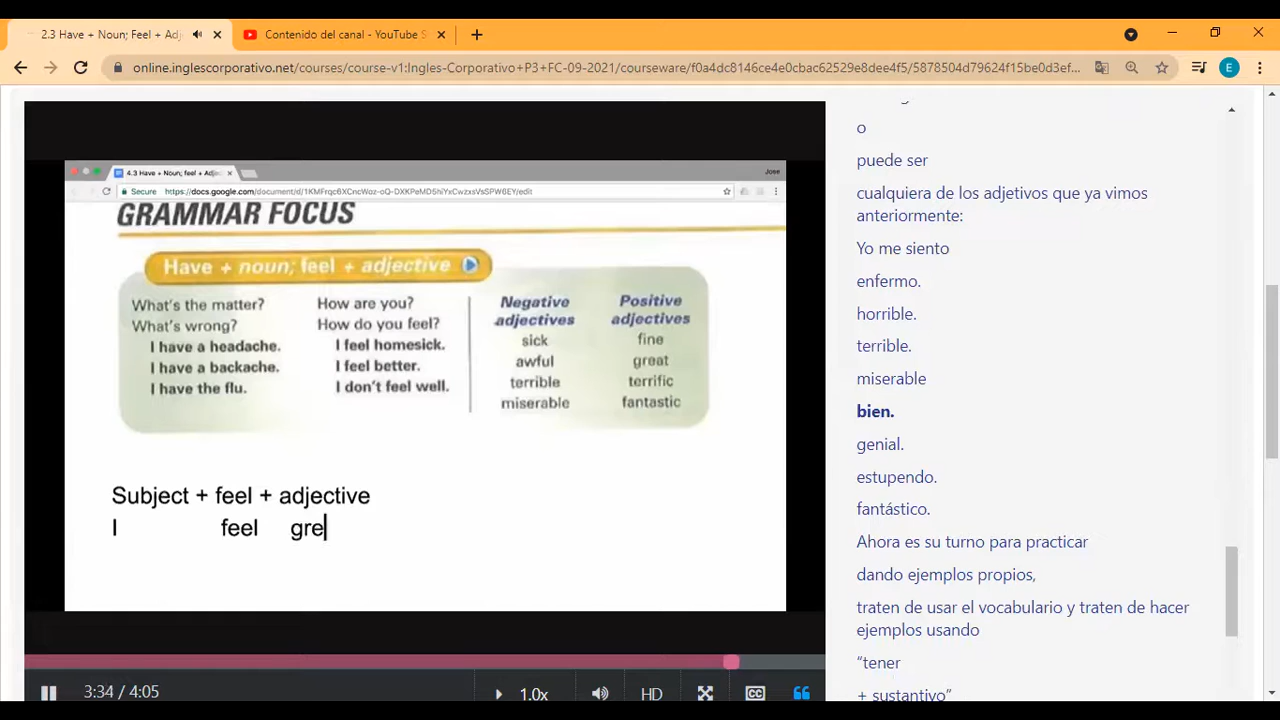 2.3 Have + Noun; Feel + Adj
Contenido del canal - YouTube S
online.inglescorporativo.net/courses/course-v1:Ingles-Corporativo+P3+FC-09-2021/courseware/f0a4dc8146ce4e0cbac62529e8dee4f5/5878504d79624f15be0d3ef...
E
4.3 Have + Noun; feel + Adjec
Jose
Secure
https://docs.google.com/document/d/1KMFrqc6XCncWoz-oQ-DXKPeMD5hiYxCwzxsVsSPW8EY/edit
GRAMMAR FOCUS
Have + noun; feel + adjective
What's the matter?
What's wrong?
I have a headache.
I have a backache.
I have the flu.
How are you?
How do you feel?
I feel homesick.
I feel better.
I don't feel well.
Negative
adjectives
sick
awful
terrible
miserable
Positive
adjectives
fine
great
terrific
fantastic
Subject + feel + adjective
I feel gre
3:34 / 4:05
1.0x
HD
CC
o
puede ser
cualquiera de los adjetivos que ya vimos
anteriormente:
Yo me siento
enfermo.
horrible.
terrible.
miserable
bien.
genial.
estupendo.
fantástico.
Ahora es su turno para practicar
dando ejemplos propios,
traten de usar el vocabulario y traten de hacer
ejemplos usando
“tener
+ sustantivo”